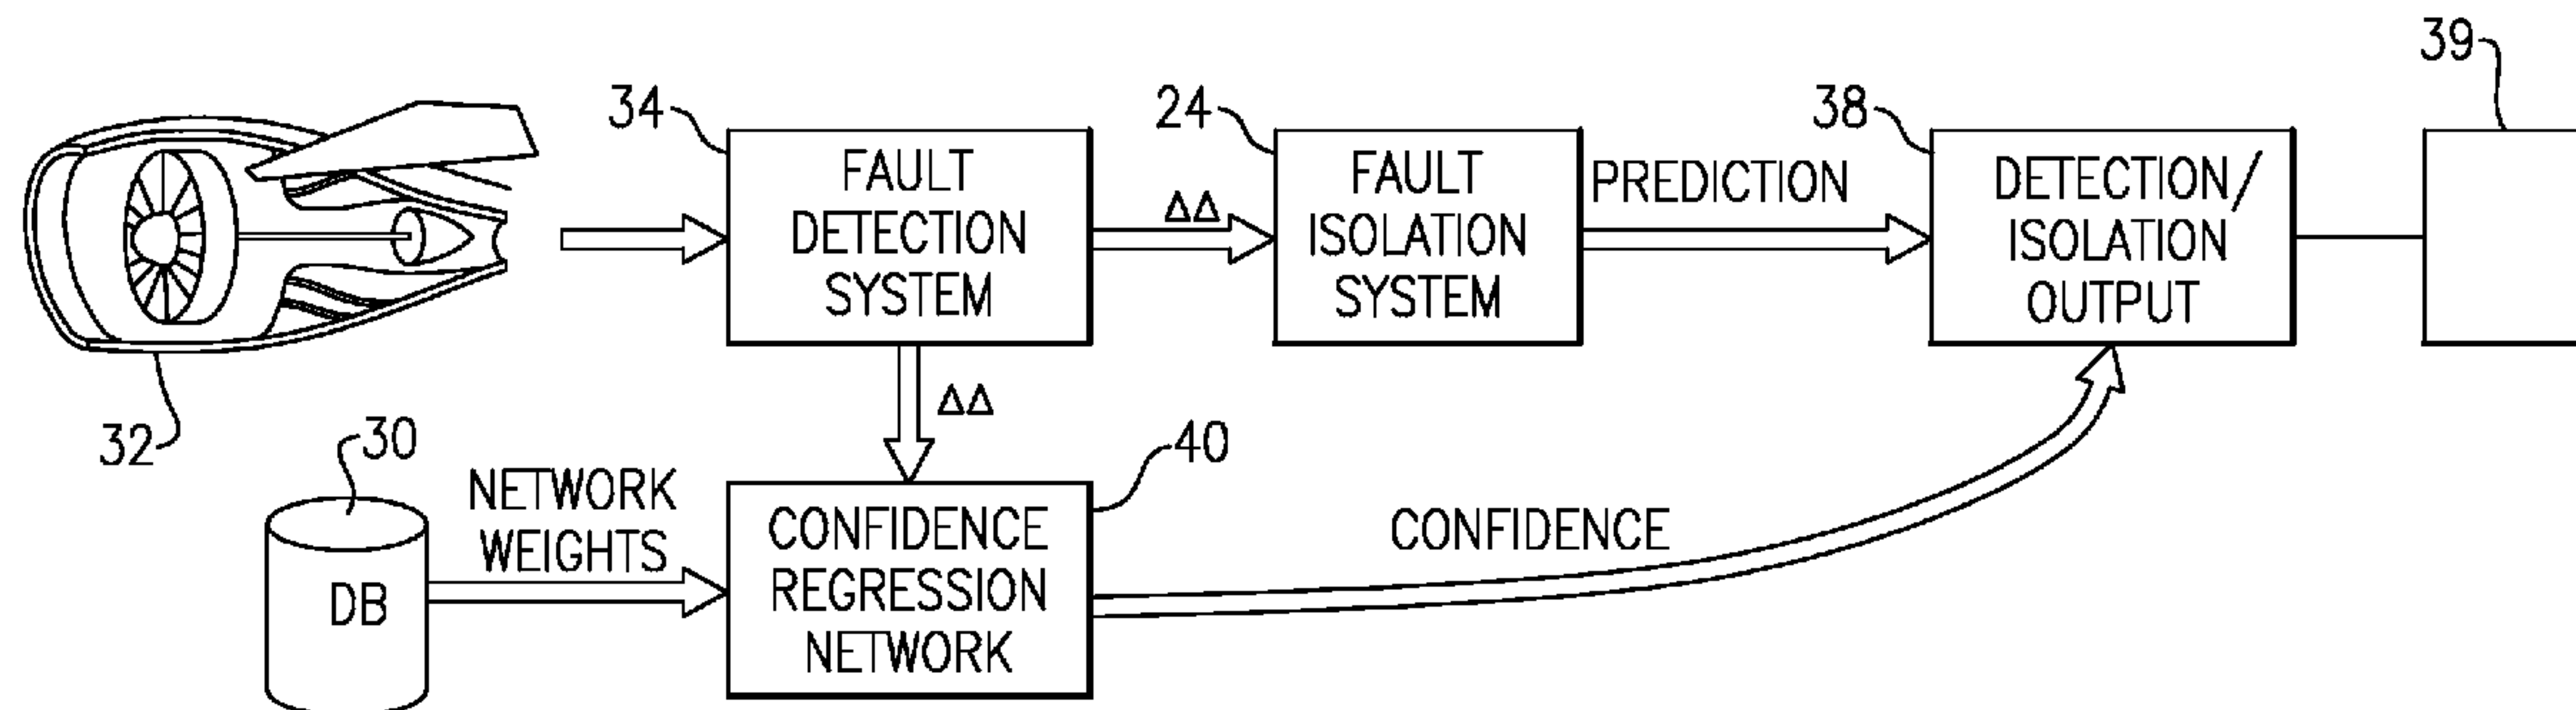 39
34
24
38
FAULT
DETECTION
SYSTEM
ΔΔ
FAULT
ISOLATION
SYSTEM
PREDICTION
DETECTION/
ISOLATION
OUTPUT
32
30
ΔΔ
40
DB
NETWORK
WEIGHTS
CONFIDENCE
REGRESSION
NETWORK
CONFIDENCE